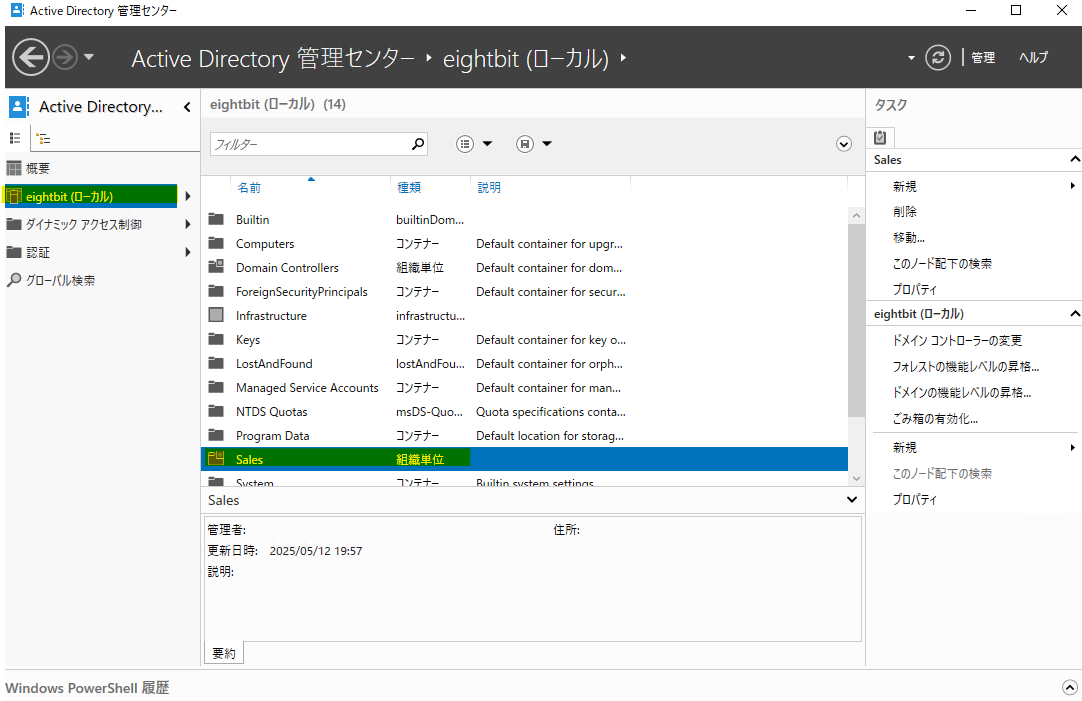 Active Directory 管理センター
Active Directory 管理センター • eightbit (ローカル) •
管理 ヘルプ
Active Directory...
概要
eightbit (ローカル)
ダイナミック アクセス制御
認証
グローバル検索
eightbit (ローカル) (14)
フィルター
名前 種類 説明
Builtin builtinDom...
Computers コンテナー Default container for upgr...
Domain Controllers 組織単位 Default container for dom...
ForeignSecurityPrincipals コンテナー Default container for secur...
Infrastructure infrastructu...
Keys コンテナー Default container for key o...
LostAndFound lostAndFou... Default container for orph...
Managed Service Accounts コンテナー Default container for man...
NTDS Quotas msDS-Quo... Quota specifications conta...
Program Data コンテナー Default location for storag...
Sales 組織単位
System コンテナー Builtin system settings
Sales
管理者: 住所:
更新日時: 2025/05/12 19:57
説明:
要約
タスク
Sales
新規
削除
移動...
このノード配下の検索
プロパティ
eightbit (ローカル)
ドメイン コントローラーの変更
フォレストの機能レベルの昇格...
ドメインの機能レベルの昇格...
ごみ箱の有効化...
新規
このノード配下の検索
プロパティ
Windows PowerShell 履歴